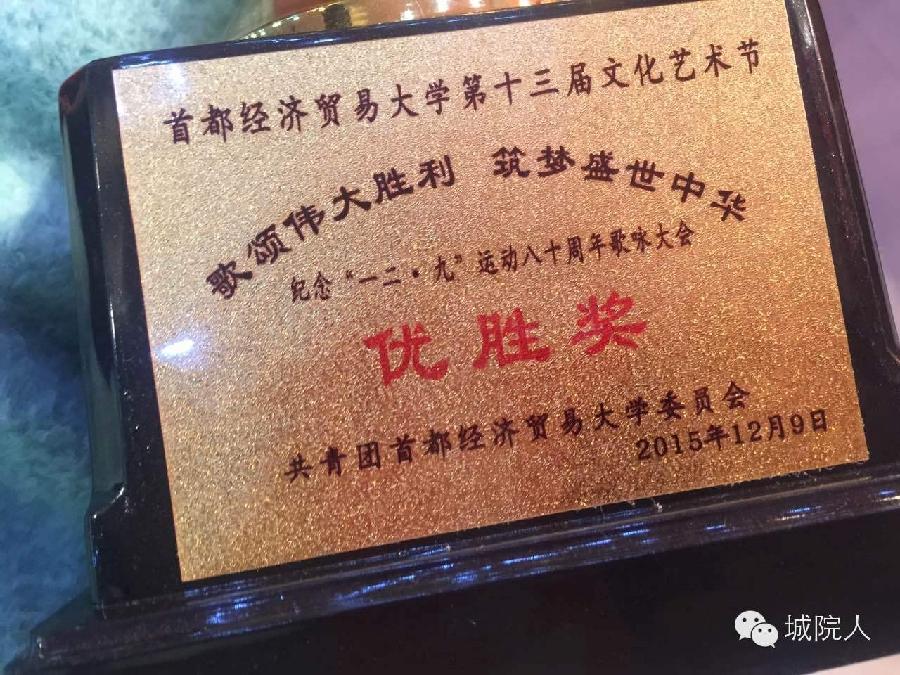 首都经济贸易大学第十三届文化艺术节
歌颂伟大胜利 筑梦盛世中华
纪念“一二·九”运动八十周年歌咏大会
优胜奖
共青团首都经济贸易大学委员会
2015年12月9日
城院人